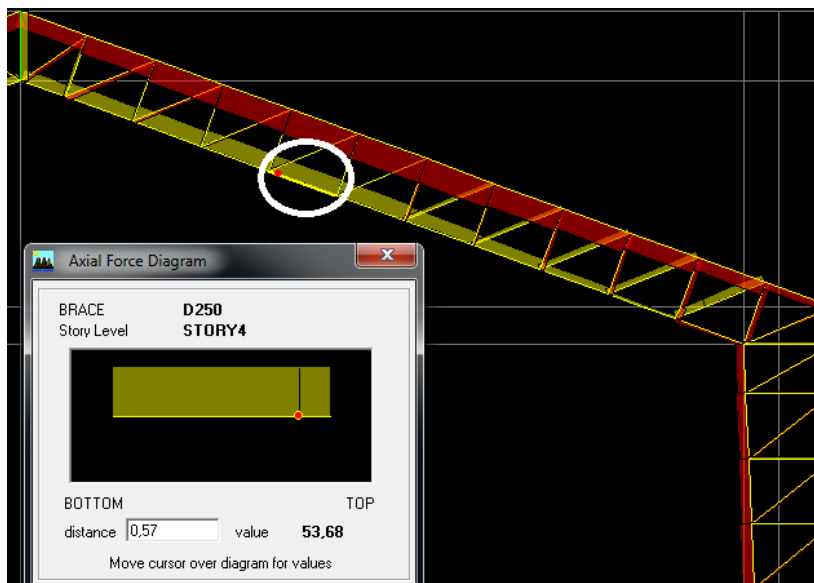 Axial Force Diagram
BRACE D250
Story Level STORY4
BOTTOM TOP
distance 0,57 value 53,68
Move cursor over diagram for values